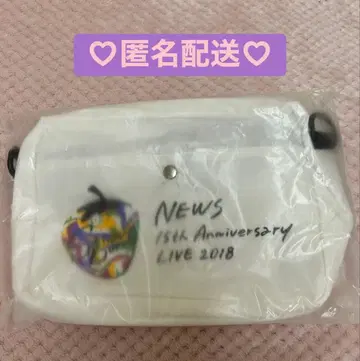 ♡匿名配送♡
NEWS
15th Anniversary
LIVE 2018